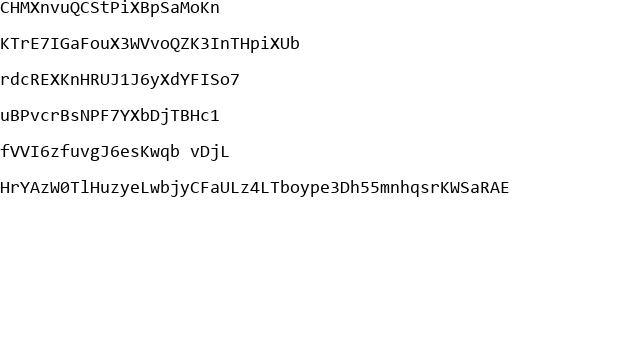 CHMXnvuQCStPiXBpSaMoKn
KTrE7IGaFouX3WVvoQZK3InTHpiXUb
rdcREXKnHRUJ1J6yXdYFISo7
uBPvcrBsNPF7YXbDjTBHc1
fVVI6zfuvgJ6esKwqb vDjL
HrYAzW0TlHuzyeLwbjyCFaULz4LTboype3Dh55mnhqsrKWSaRAE